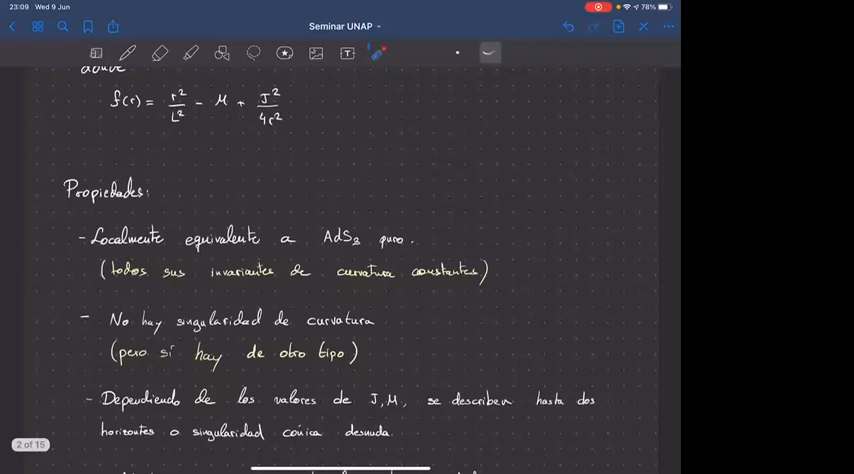 23:09 Wed 9 Jun
78%
Seminar UNAP
donde
f(r) = r²/L² - M + J²/4r²
Propiedades:
- Localmente equivalente a AdS₃ puro.
(todos sus invariantes de curvatura constantes)
- No hay singularidad de curvatura
(pero sí hay de otro tipo)
- Dependiendo de los valores de J, M, se describen hasta dos
horizontes o singularidad cónica desnuda.
2 of 15